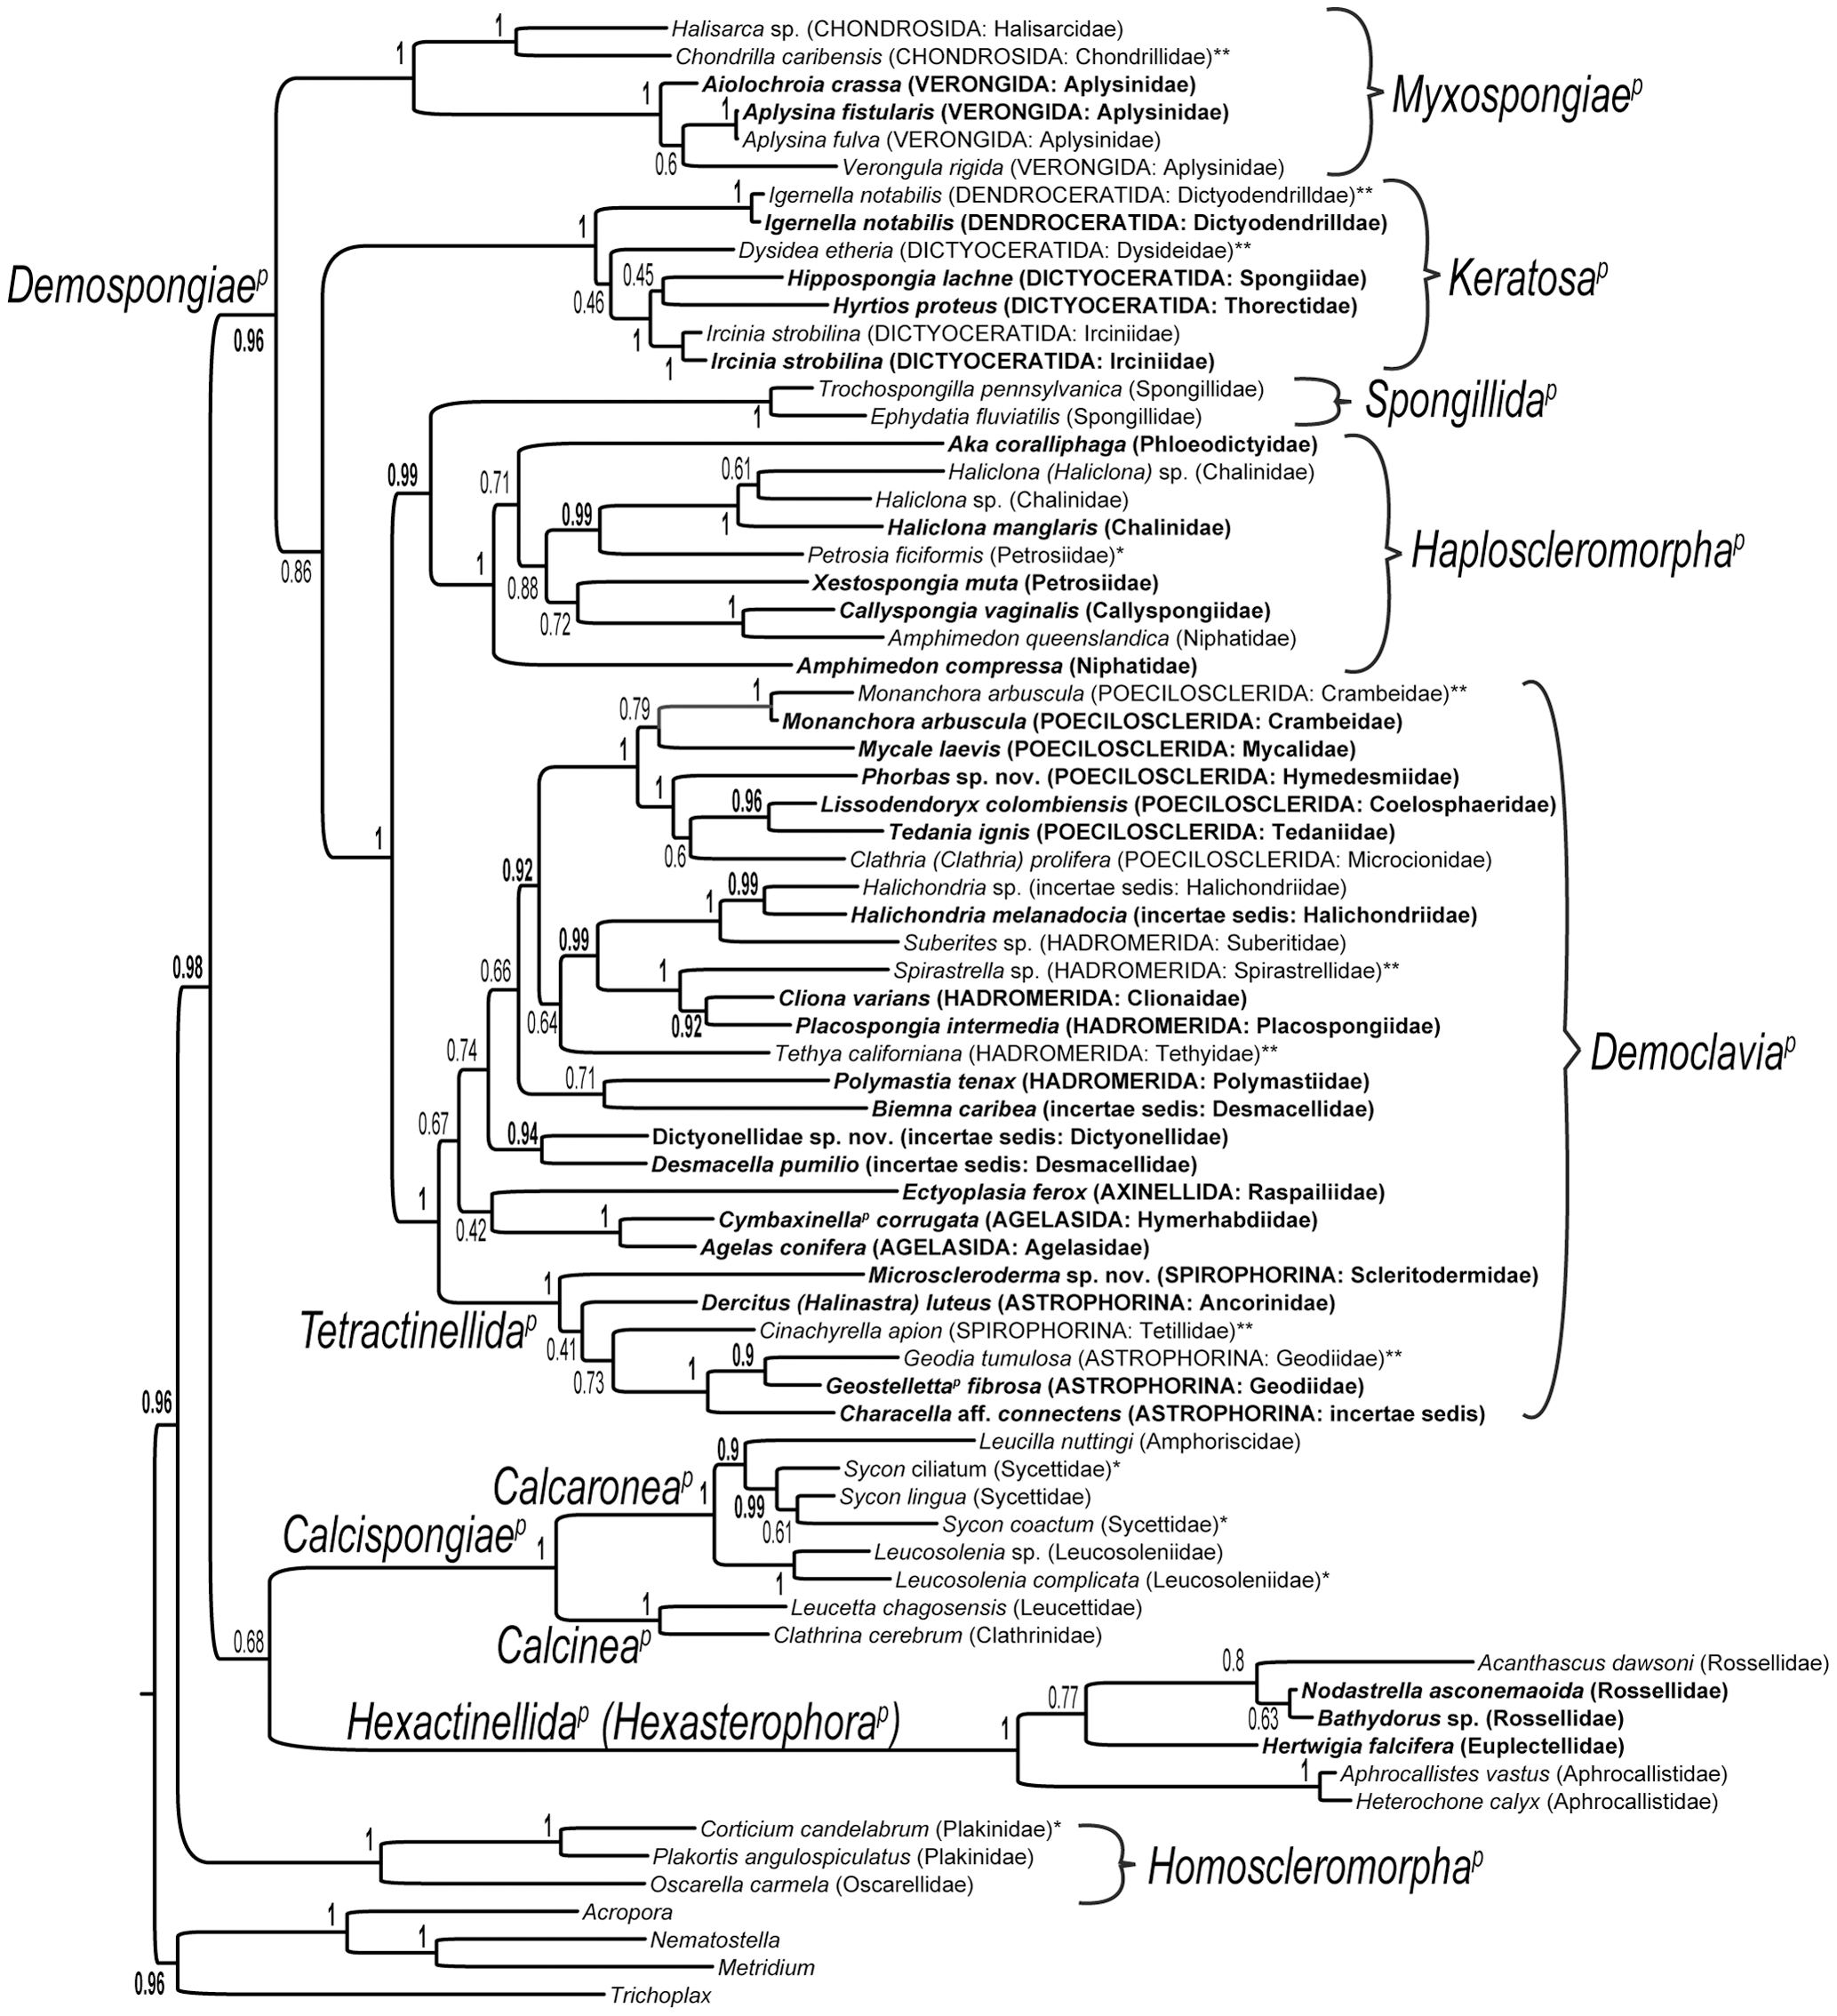 1
Halisarca sp. (CHONDROSIDA: Halisarcidae)
1
Chondrilla caribensis (CHONDROSIDA: Chondrillidae)**
Aiolochroia crassa (VERONGIDA: Aplysinidae)
1
Myxospongiaeᵖ
1
Aplysina fistularis (VERONGIDA: Aplysinidae)
Aplysina fulva (VERONGIDA: Aplysinidae)
0.6
Verongula rigida (VERONGIDA: Aplysinidae)
1
Igernella notabilis (DENDROCERATIDA: Dictyodendrilldae)**
1
Igernella notabilis (DENDROCERATIDA: Dictyodendrilldae)
Dysidea etheria (DICTYOCERATIDA: Dysideidae)**
Demospongiaeᵖ
0.45
Hippospongia lachne (DICTYOCERATIDA: Spongiidae)
Keratosaᵖ
0.46
Hyrtios proteus (DICTYOCERATIDA: Thorectidae)
0.96
1
Ircinia strobilina (DICTYOCERATIDA: Irciniidae)
1
Ircinia strobilina (DICTYOCERATIDA: Irciniidae)
Trochospongilla pennsylvanica (Spongillidae)
Spongillidaᵖ
1
Ephydatia fluviatilis (Spongillidae)
Aka coralliphaga (Phloeodictyidae)
0.99
0.71
0.61
Haliclona (Haliclona) sp. (Chalinidae)
Haliclona sp. (Chalinidae)
0.99
1
Haliclona manglaris (Chalinidae)
Haploscleromorphaᵖ
0.86
1
Petrosia ficiformis (Petrosiidae)*
0.88
Xestospongia muta (Petrosiidae)
1
Callyspongia vaginalis (Callyspongiidae)
0.72
Amphimedon queenslandica (Niphatidae)
Amphimedon compressa (Niphatidae)
1
Monanchora arbuscula (POECILOSCLERIDA: Crambeidae)**
0.79
Monanchora arbuscula (POECILOSCLERIDA: Crambeidae)
1
Mycale laevis (POECILOSCLERIDA: Mycalidae)
1
Phorbas sp. nov. (POECILOSCLERIDA: Hymedesmiidae)
0.96
Lissodendoryx colombiensis (POECILOSCLERIDA: Coelosphaeridae)
1
Tedania ignis (POECILOSCLERIDA: Tedaniidae)
0.6
Clathria (Clathria) prolifera (POECILOSCLERIDA: Microcionidae)
0.92
0.99
Halichondria sp. (incertae sedis: Halichondriidae)
1
Halichondria melanadocia (incertae sedis: Halichondriidae)
0.99
Suberites sp. (HADROMERIDA: Suberitidae)
0.98
0.66
1
Spirastrella sp. (HADROMERIDA: Spirastrellidae)**
Cliona varians (HADROMERIDA: Clionaidae)
0.64
0.92
Placospongia intermedia (HADROMERIDA: Placospongiidae)
0.74
Tethya californiana (HADROMERIDA: Tethyidae)**
Democlaviaᵖ
0.71
Polymastia tenax (HADROMERIDA: Polymastiidae)
Biemna caribea (incertae sedis: Desmacellidae)
0.67
0.94
Dictyonellidae sp. nov. (incertae sedis: Dictyonellidae)
Desmacella pumilio (incertae sedis: Desmacellidae)
1
Ectyoplasia ferox (AXINELLIDA: Raspailiidae)
0.42
1
Cymbaxinellaᵖ corrugata (AGELASIDA: Hymerhabdiidae)
Agelas conifera (AGELASIDA: Agelasidae)
1
Microscleroderma sp. nov. (SPIROPHORINA: Scleritodermidae)
Dercitus (Halinastra) luteus (ASTROPHORINA: Ancorinidae)
Tetractinellidaᵖ
Cinachyrella apion (SPIROPHORINA: Tetillidae)**
0.41
0.9
Geodia tumulosa (ASTROPHORINA: Geodiidae)**
0.73
1
Geostellettaᵖ fibrosa (ASTROPHORINA: Geodiidae)
0.96
Characella aff. connectens (ASTROPHORINA: incertae sedis)
0.9
Leucilla nuttingi (Amphoriscidae)
Calcaroneaᵖ
1
Sycon ciliatum (Sycettidae)*
0.99
Sycon lingua (Sycettidae)
Calcispongiaeᵖ
0.61
Sycon coactum (Sycettidae)*
1
Leucosolenia sp. (Leucosoleniidae)
1
Leucosolenia complicata (Leucosoleniidae)*
1
Leucetta chagosensis (Leucettidae)
Calcineaᵖ
Clathrina cerebrum (Clathrinidae)
0.68
0.8
Acanthascus dawsoni (Rossellidae)
0.77
Nodastrella asconemaoida (Rossellidae)
Hexactinellidaᵖ (Hexasterophoraᵖ)
1
0.63
Bathydorus sp. (Rossellidae)
Hertwigia falcifera (Euplectellidae)
1
Aphrocallistes vastus (Aphrocallistidae)
Heterochone calyx (Aphrocallistidae)
1
Corticium candelabrum (Plakinidae)*
1
Plakortis angulospiculatus (Plakinidae)
Homoscleromorphaᵖ
Oscarella carmela (Oscarellidae)
1
Acropora
1
Nematostella
Metridium
0.96
Trichoplax